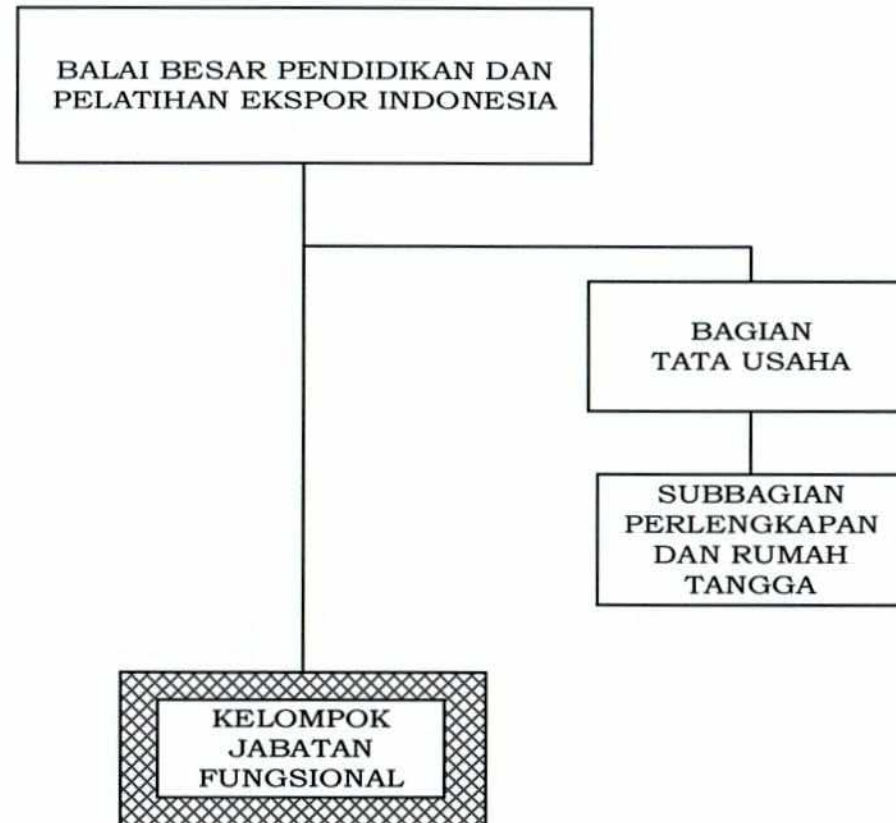 BALAI BESAR PENDIDIKAN DAN
PELATIHAN EKSPOR INDONESIA
BAGIAN
TATA USAHA
SUBBAGIAN
PERLENGKAPAN
DAN RUMAH
TANGGA
KELOMPOK
JABATAN
FUNGSIONAL